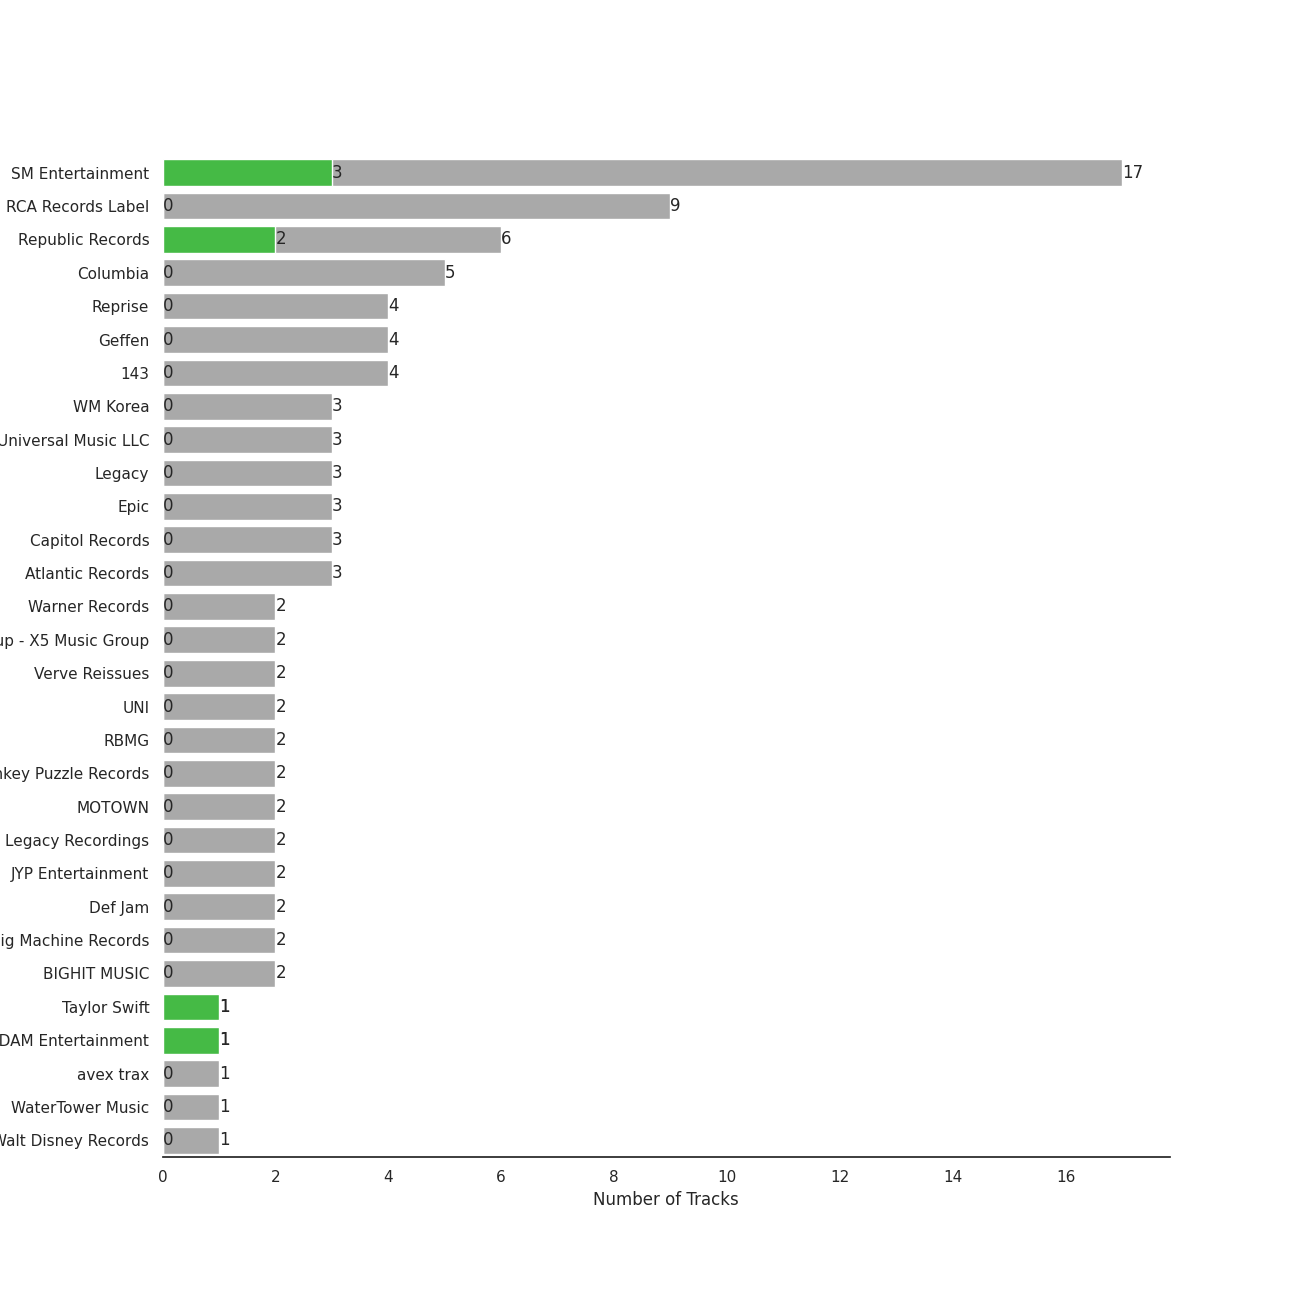 SM Entertainment 3 17
RCA Records Label 0 9
Republic Records 2 6
Columbia 0 5
Reprise 0 4
Geffen 0 4
143 0 4
WM Korea 0 3
Universal Music LLC 0 3
Legacy 0 3
Epic 0 3
Capitol Records 0 3
Atlantic Records 0 3
Warner Records 0 2
up - X5 Music Group 0 2
Verve Reissues 0 2
UNI 0 2
RBMG 0 2
nkey Puzzle Records 0 2
MOTOWN 0 2
Legacy Recordings 0 2
JYP Entertainment 0 2
Def Jam 0 2
ig Machine Records 0 2
BIGHIT MUSIC 0 2
Taylor Swift 1
DAM Entertainment 1
avex trax 0 1
WaterTower Music 0 1
Walt Disney Records 0 1
0 2 4 6 8 10 12 14 16
Number of Tracks